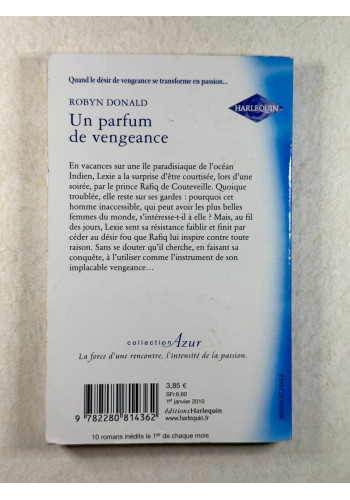 Quand le désir de vengeance se transforme en passion...
ROBYN DONALD
HARLEQUIN
Un parfum
de vengeance
En vacances sur une île paradisiaque de l'océan
Indien, Lexie a la surprise d'être courtisée, lors d'une
soirée, par le prince Rafiq de Couteveille. Quoique
troublée, elle reste sur ses gardes : pourquoi cet
homme inaccessible, qui peut avoir les plus belles
femmes du monde, s'intéresse-t-il à elle ? Mais, au fil
des jours, Lexie sent sa résistance faiblir et finit par
céder au désir fou que Rafiq lui inspire contre toute
raison. Sans se douter qu'il cherche, en faisant sa
conquête, à l'utiliser comme l'instrument de son
implacable vengeance…
collection Azur
La force d'une rencontre, l'intensité de la passion.
3,85 €
SFr.6.60
1er janvier 2010
éditionsHarlequin
www.harlequin.fr
9 782280 814362
10 romans inédits le 1er de chaque mois